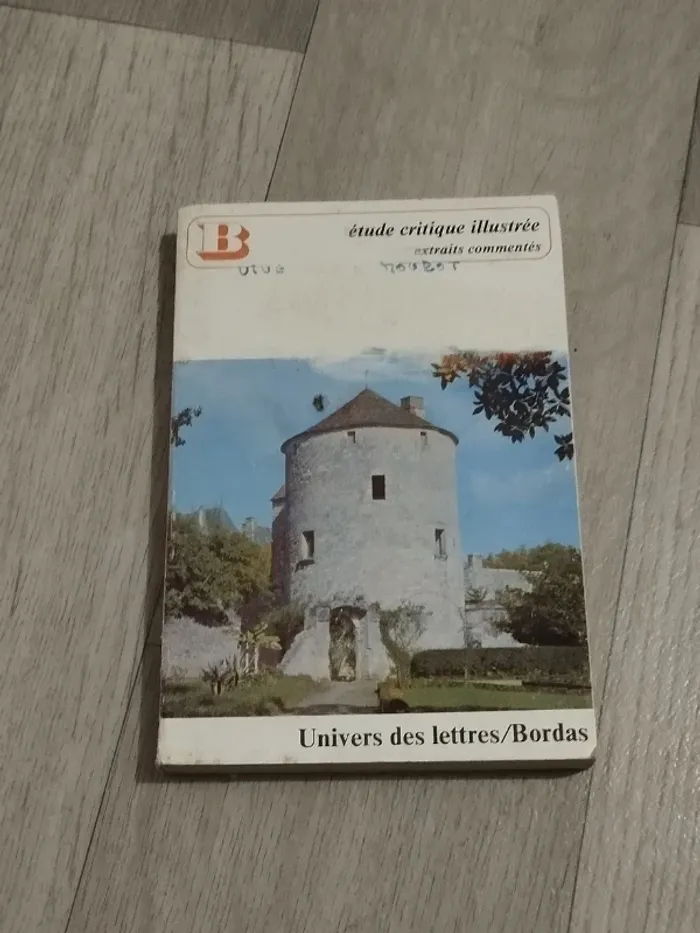 B
étude critique illustrée
extraits commentés
Univers des lettres/Bordas